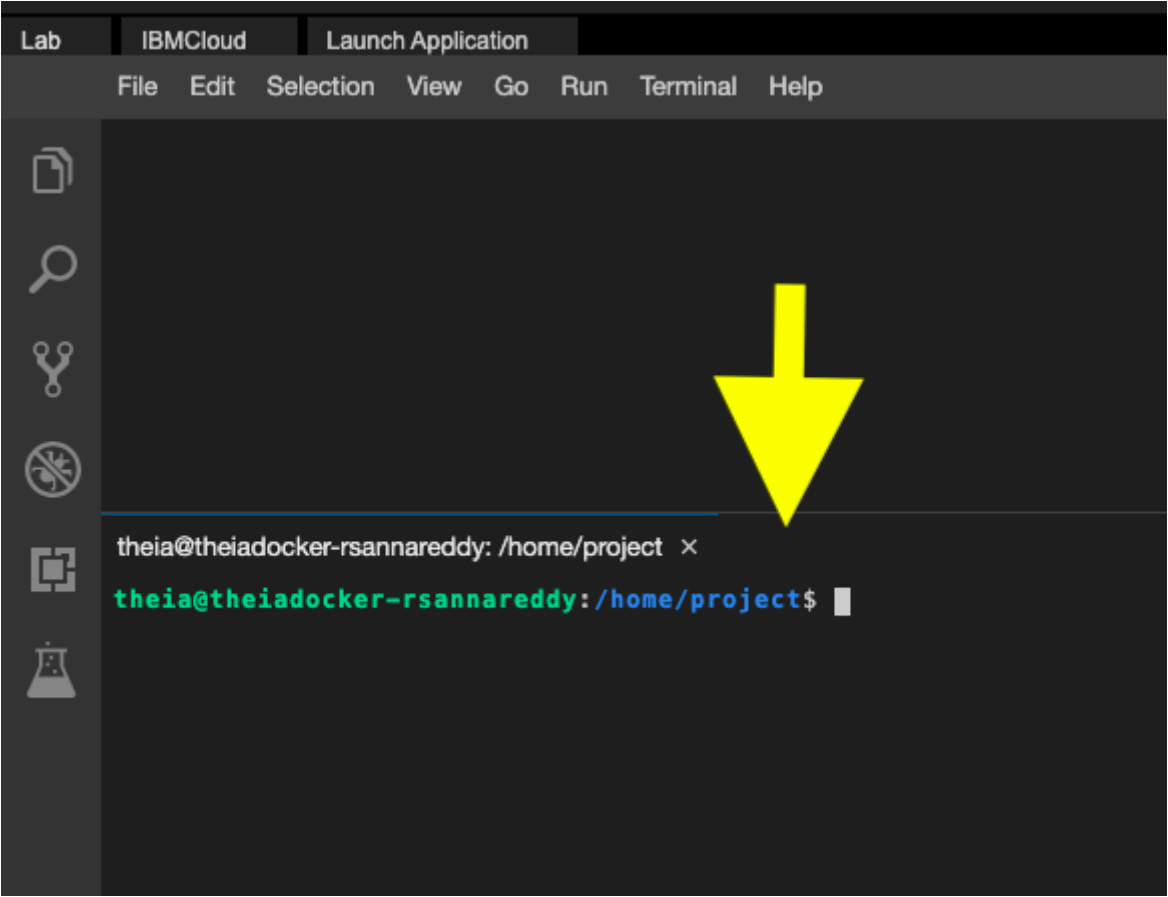 Lab IBMCloud Launch Application
File Edit Selection View Go Run Terminal Help
theia@theiadocker-rsannareddy: /home/project ×
theia@theiadocker-rsannareddy:/home/project$